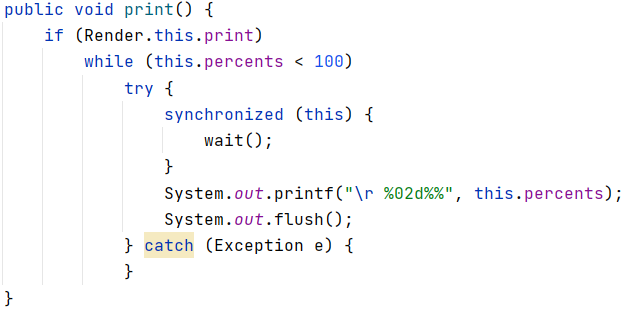 public void print() {
    if (Render.this.print)
        while (this.percents < 100)
            try {
                synchronized (this) {
                    wait();
                }
                System.out.printf("\r %02d%%", this.percents);
                System.out.flush();
            } catch (Exception e) {
            }
}